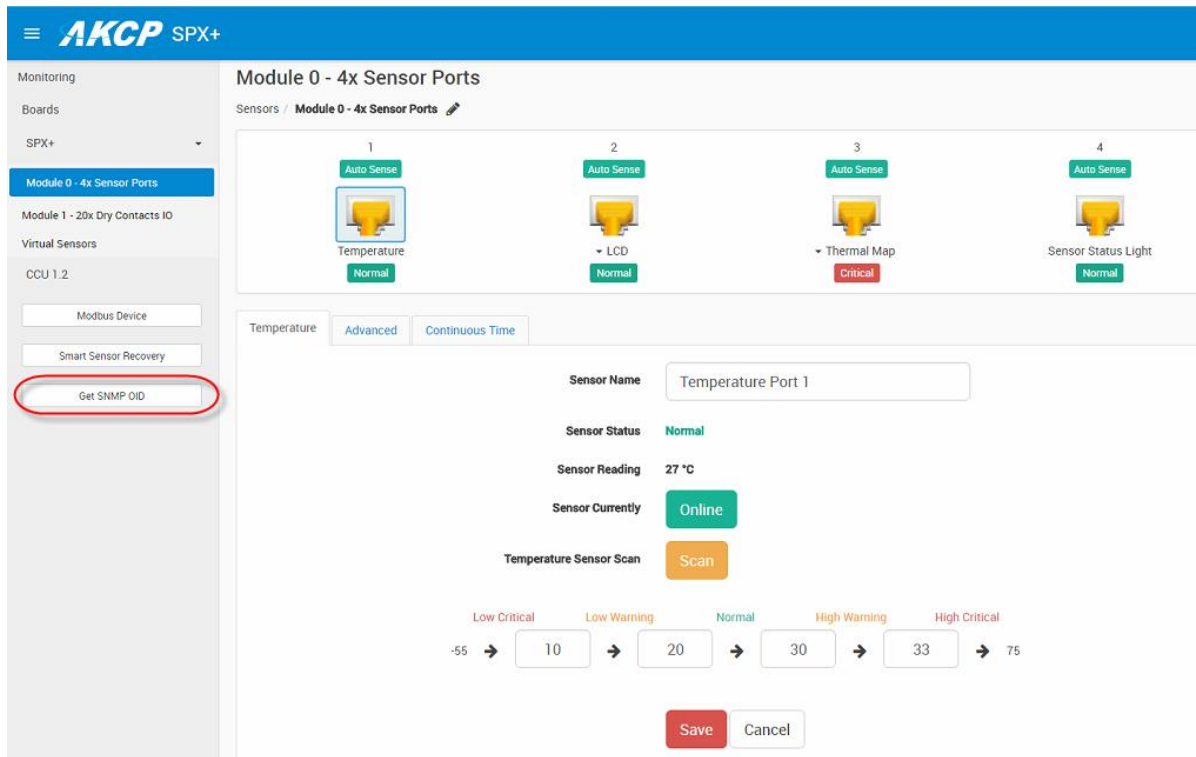 AKCP SPX+
Monitoring
Boards
SPX+
Module 0 - 4x Sensor Ports
Module 1 - 20x Dry Contacts IO
Virtual Sensors
CCU 1.2
Modbus Device
Smart Sensor Recovery
Get SNMP OID
Module 0 - 4x Sensor Ports
Sensors / Module 0 - 4x Sensor Ports
1 2 3 4
Auto Sense Auto Sense Auto Sense Auto Sense
Temperature LCD Thermal Map Sensor Status Light
Normal Normal Critical Normal
Temperature Advanced Continuous Time
Sensor Name Temperature Port 1
Sensor Status Normal
Sensor Reading 27 °C
Sensor Currently Online
Temperature Sensor Scan Scan
Low Critical Low Warning Normal High Warning High Critical
-55 10 20 30 33 75
Save Cancel